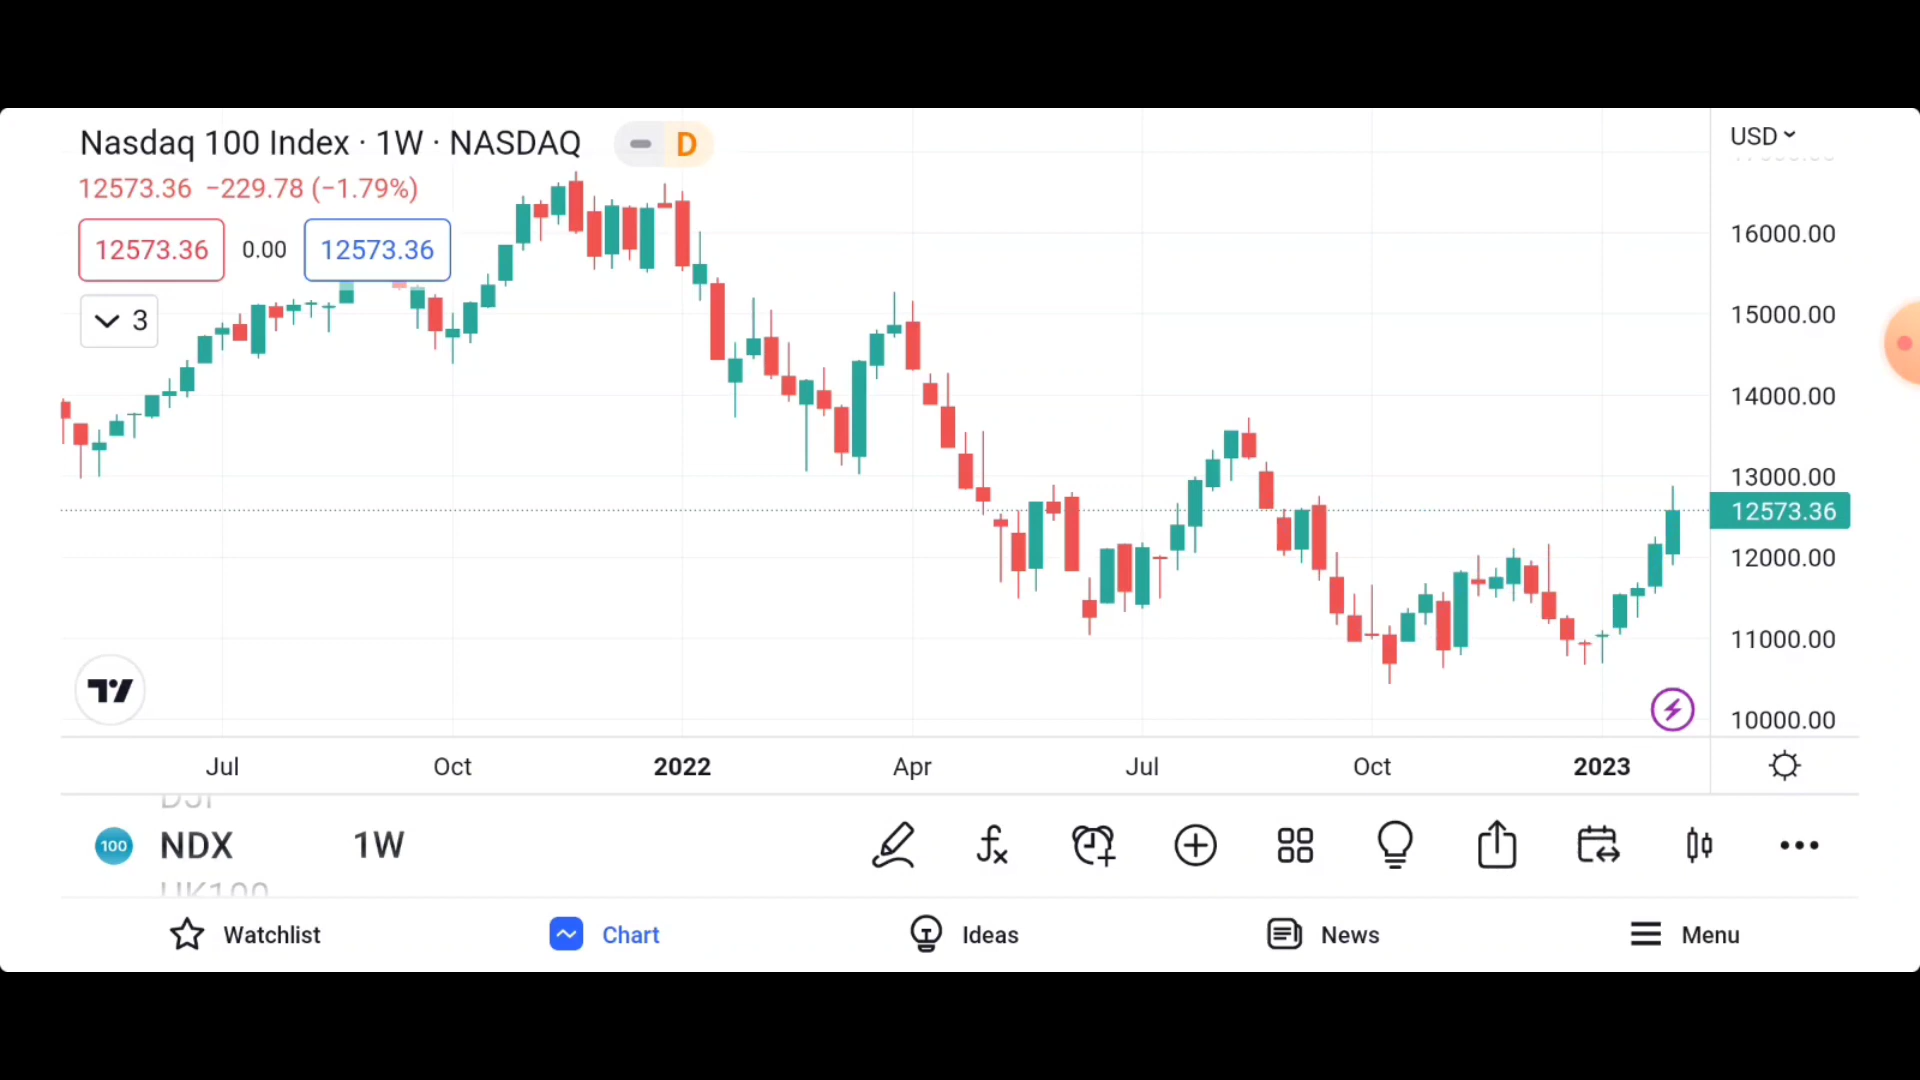 Nasdaq 100 Index · 1W · NASDAQ
D
USD
12573.36 −229.78 (−1.79%)
12573.36 0.00 12573.36
3
16000.00
15000.00
14000.00
13000.00
12573.36
12000.00
11000.00
10000.00
Jul Oct 2022 Apr Jul Oct 2023
100 NDX 1W
Watchlist Chart Ideas News Menu